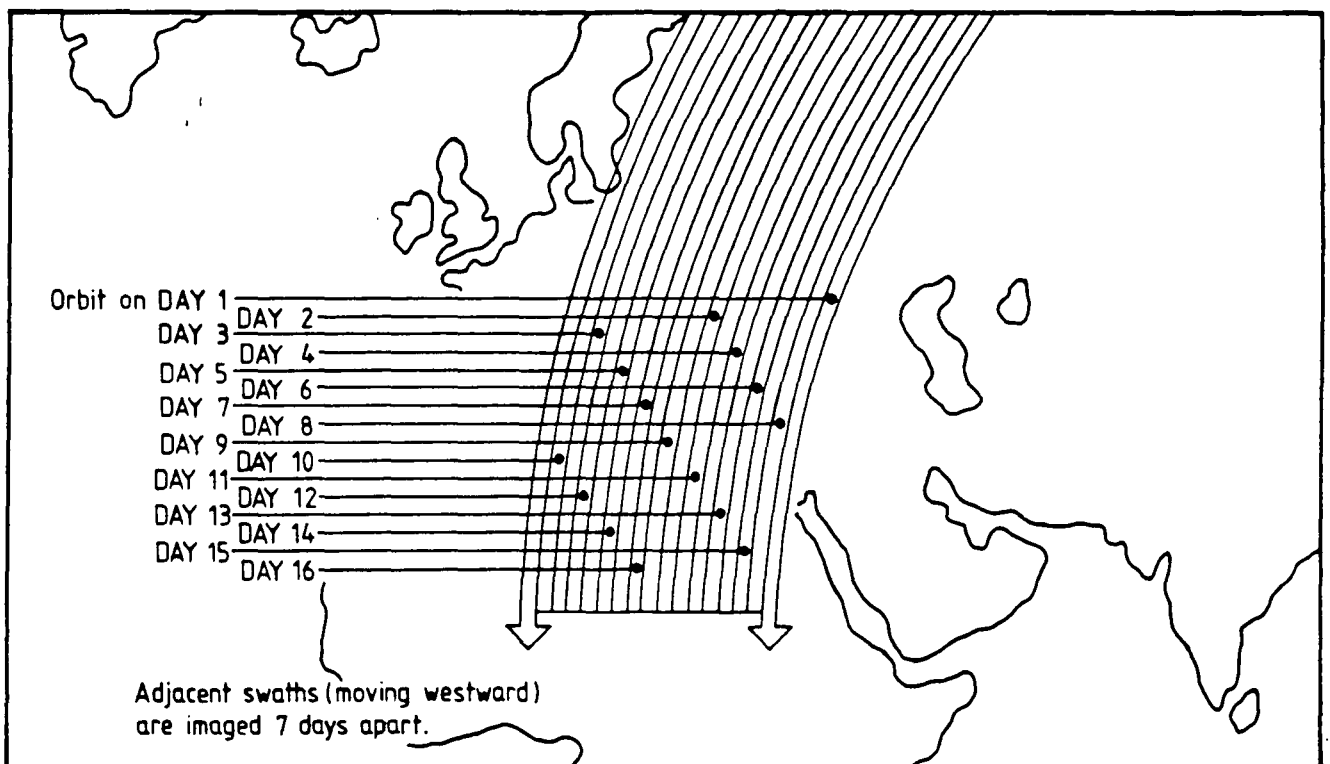 Orbit on DAY 1
DAY 2
DAY 3
DAY 4
DAY 5
DAY 6
DAY 7
DAY 8
DAY 9
DAY 10
DAY 11
DAY 12
DAY 13
DAY 14
DAY 15
DAY 16
Adjacent swaths (moving westward)
are imaged 7 days apart.